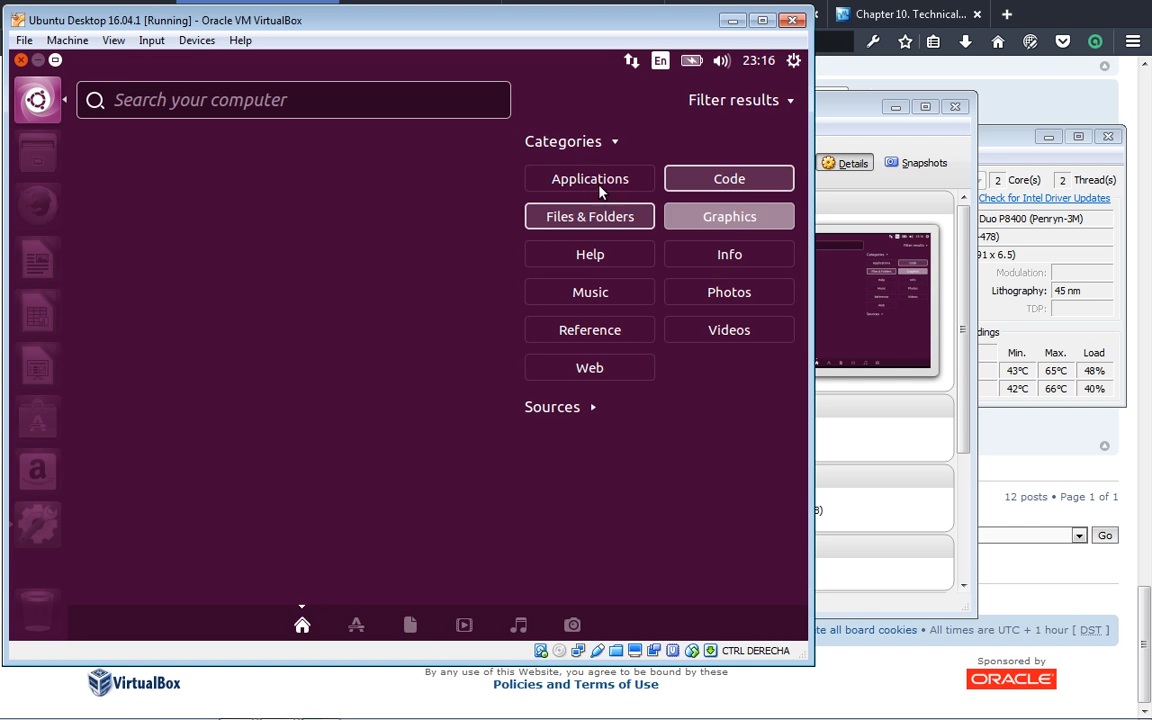 Ubuntu Desktop 16.04.1 [Running] - Oracle VM VirtualBox
File Machine View Input Devices Help
En 23:16
Search your computer
Filter results
Categories
Applications Code
Files & Folders Graphics
Help Info
Music Photos
Reference Videos
Web
Sources
CTRL DERECHA
Chapter 10. Technical...
Details Snapshots
2 Core(s) 2 Thread(s)
Check for Intel Driver Updates
Duo P8400 (Penryn-3M)
-478)
91 x 6.5)
Modulation:
Lithography: 45 nm
TDP:
dings
Min. Max. Load
43°C 65°C 48%
42°C 66°C 40%
8)
12 posts • Page 1 of 1
Go
te all board cookies • All times are UTC + 1 hour [ DST ]
VirtualBox
By any use of this Website, you agree to be bound by these
Policies and Terms of Use
Sponsored by
ORACLE